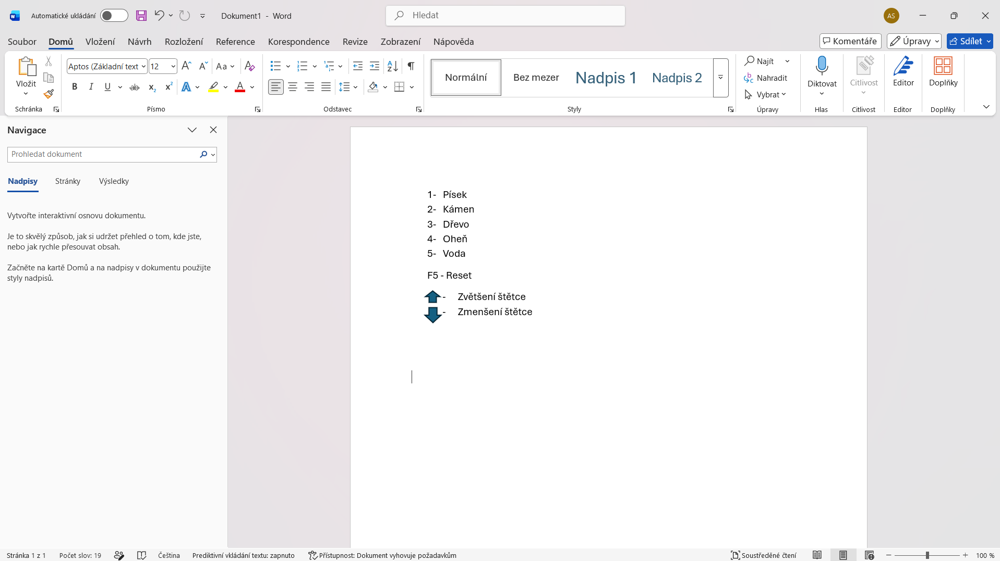 Automatické ukládání
Dokument1 - Word
Hledat
AS
Soubor Domů Vložení Návrh Rozložení Reference Korespondence Revize Zobrazení Nápověda
Komentáře Úpravy Sdílet
Vložit
Schránka
Aptos (Základní text 12
Aa
B I U ab x2 x2 A A
Písmo
Odstavec
Normální Bez mezer Nadpis 1 Nadpis 2
Styly
Najít
Nahradit
Vybrat
Úpravy
Diktovat
Hlas
Citlivost
Citlivost
Editor
Editor
Doplňky
Doplňky
Navigace
Prohledat dokument
Nadpisy Stránky Výsledky
Vytvořte interaktivní osnovu dokumentu.
Je to skvělý způsob, jak si udržet přehled o tom, kde jste,
nebo jak rychle přesouvat obsah.
Začněte na kartě Domů a na nadpisy v dokumentu použijte
styly nadpisů.
1- Písek
2- Kámen
3- Dřevo
4- Oheň
5- Voda
F5 - Reset
- Zvětšení štětce
- Zmenšení štětce
Stránka 1 z 1 Počet slov: 19 Čeština Prediktivní vkládání textu: zapnuto Přístupnost: Dokument vyhovuje požadavkům Soustředěné čtení 100 %